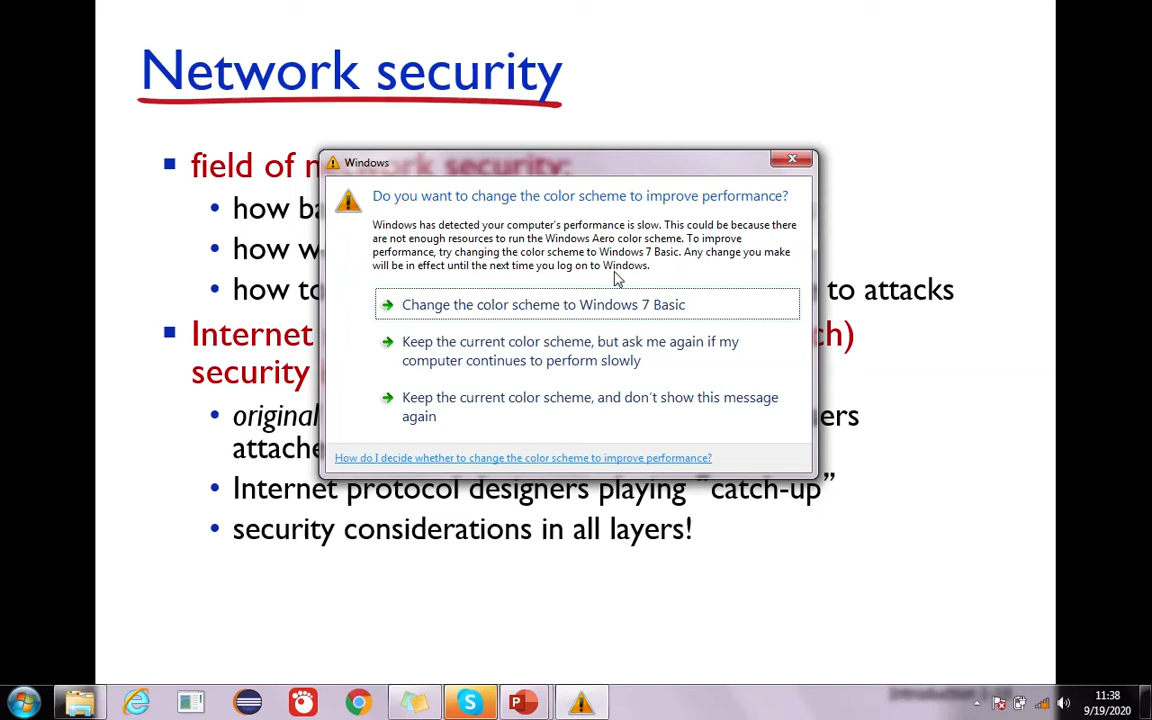 Network security
field of network security:
how ba
how w
how to
to attacks
Internet
ch)
security
original
ers
attache
Internet protocol designers playing “catch-up”
security considerations in all layers!
Windows
Do you want to change the color scheme to improve performance?
Windows has detected your computer's performance is slow. This could be because there
are not enough resources to run the Windows Aero color scheme. To improve
performance, try changing the color scheme to Windows 7 Basic. Any change you make
will be in effect until the next time you log on to Windows.
Change the color scheme to Windows 7 Basic
Keep the current color scheme, but ask me again if my
computer continues to perform slowly
Keep the current color scheme, and don't show this message
again
How do I decide whether to change the color scheme to improve performance?
11:38
9/19/2020